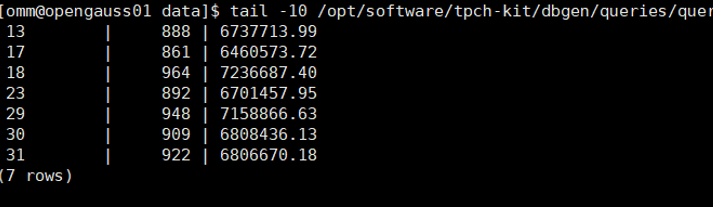 [omm@opengauss01 data]$ tail -10 /opt/software/tpch-kit/dbgen/queries/quer
13 | 888 | 6737713.99
17 | 861 | 6460573.72
18 | 964 | 7236687.40
23 | 892 | 6701457.95
29 | 948 | 7158866.63
30 | 909 | 6808436.13
31 | 922 | 6806670.18
(7 rows)